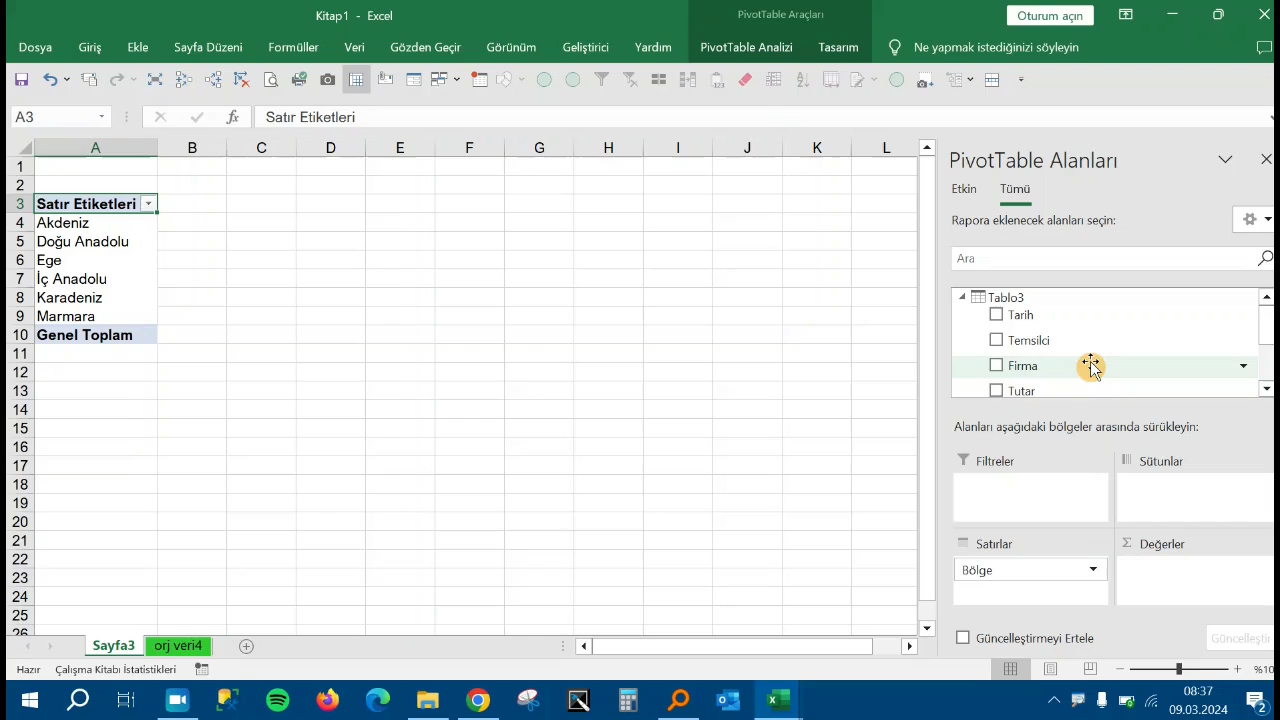 Kitap1 - Excel
PivotTable Araçları
Oturum açın
Dosya Giriş Ekle Sayfa Düzeni Formüller Veri Gözden Geçir Görünüm Geliştirici Yardım PivotTable Analizi Tasarım Ne yapmak istediğinizi söyleyin
A3 fx Satır Etiketleri
A B C D E F G H I J K L
1
2
3 Satır Etiketleri
4 Akdeniz
5 Doğu Anadolu
6 Ege
7 İç Anadolu
8 Karadeniz
9 Marmara
10 Genel Toplam
11
12
13
14
15
16
17
18
19
20
21
22
23
24
25
26
PivotTable Alanları
Etkin Tümü
Rapora eklenecek alanları seçin:
Ara
Tablo3
Tarih
Temsilci
Firma
Tutar
Alanları aşağıdaki bölgeler arasında sürükleyin:
Filtreler Sütunlar
Satırlar Σ Değerler
Bölge
Güncelleştirmeyi Ertele Güncelleştir
Sayfa3 orj veri4
Hazır Çalışma Kitabı İstatistikleri %10
08:37
09.03.2024
2